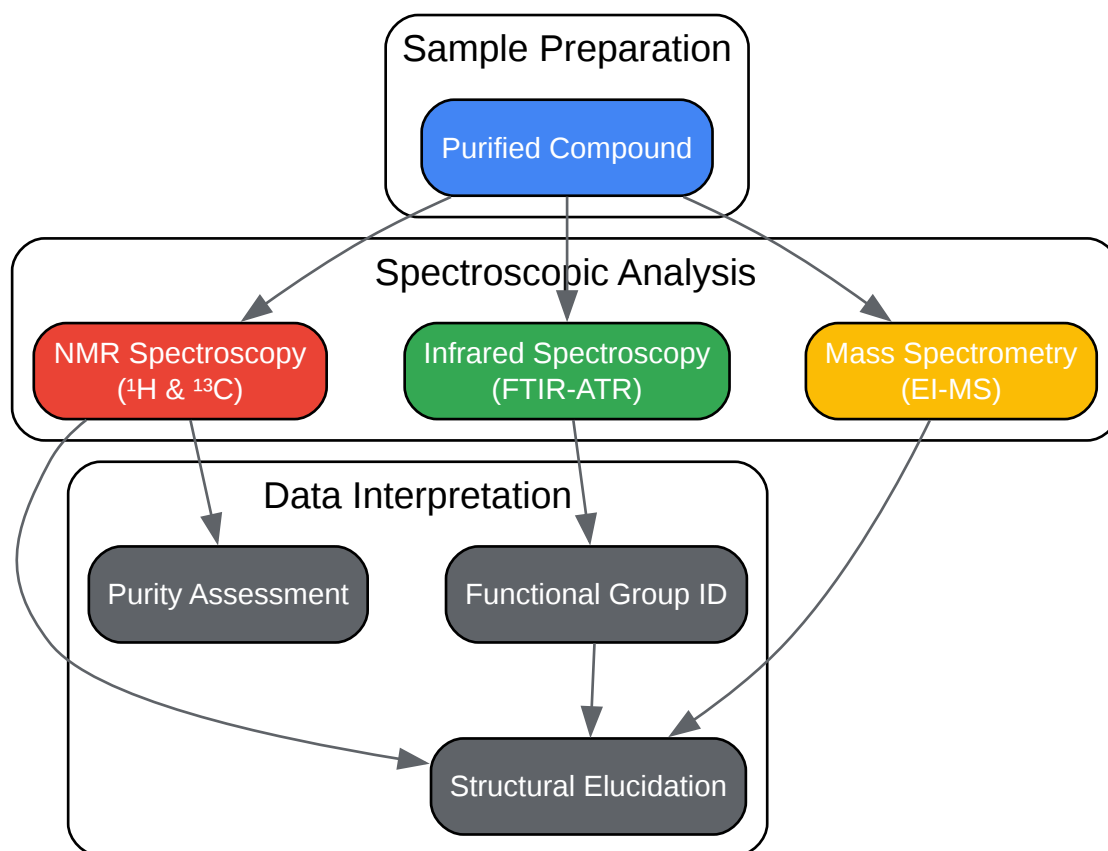 Sample Preparation
Purified Compound
Spectroscopic Analysis
NMR Spectroscopy
(¹H & ¹³C)
Infrared Spectroscopy
(FTIR-ATR)
Mass Spectrometry
(EI-MS)
Data Interpretation
Purity Assessment
Functional Group ID
Structural Elucidation